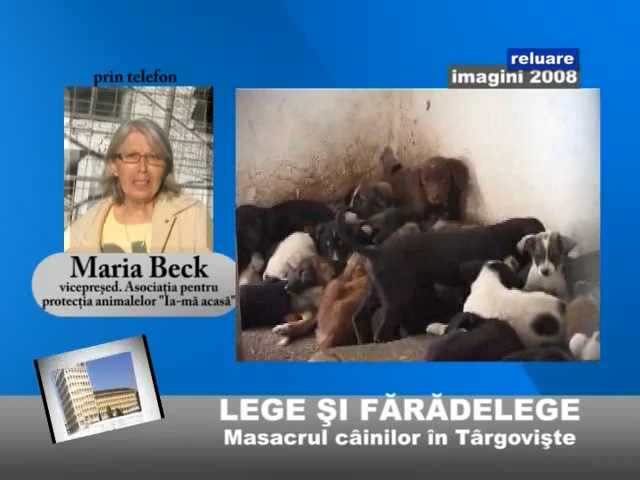 prin telefon
reluare
imagini 2008
Maria Beck
vicepreşed. Asociaţia pentru
protecţia animalelor "Ia-mă acasă"
LEGE ŞI FĂRĂDELEGE
Masacrul câinilor în Târgovişte